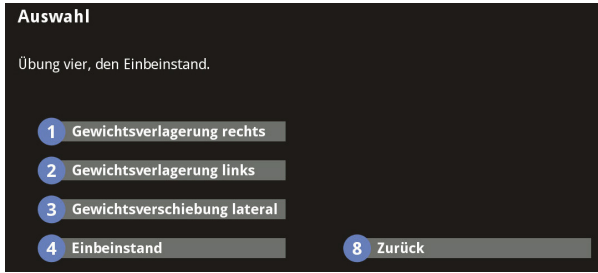 Auswahl
Übung vier, den Einbeinstand.
1 Gewichtsverlagerung rechts
2 Gewichtsverlagerung links
3 Gewichtsverschiebung lateral
4 Einbeinstand
8 Zurück